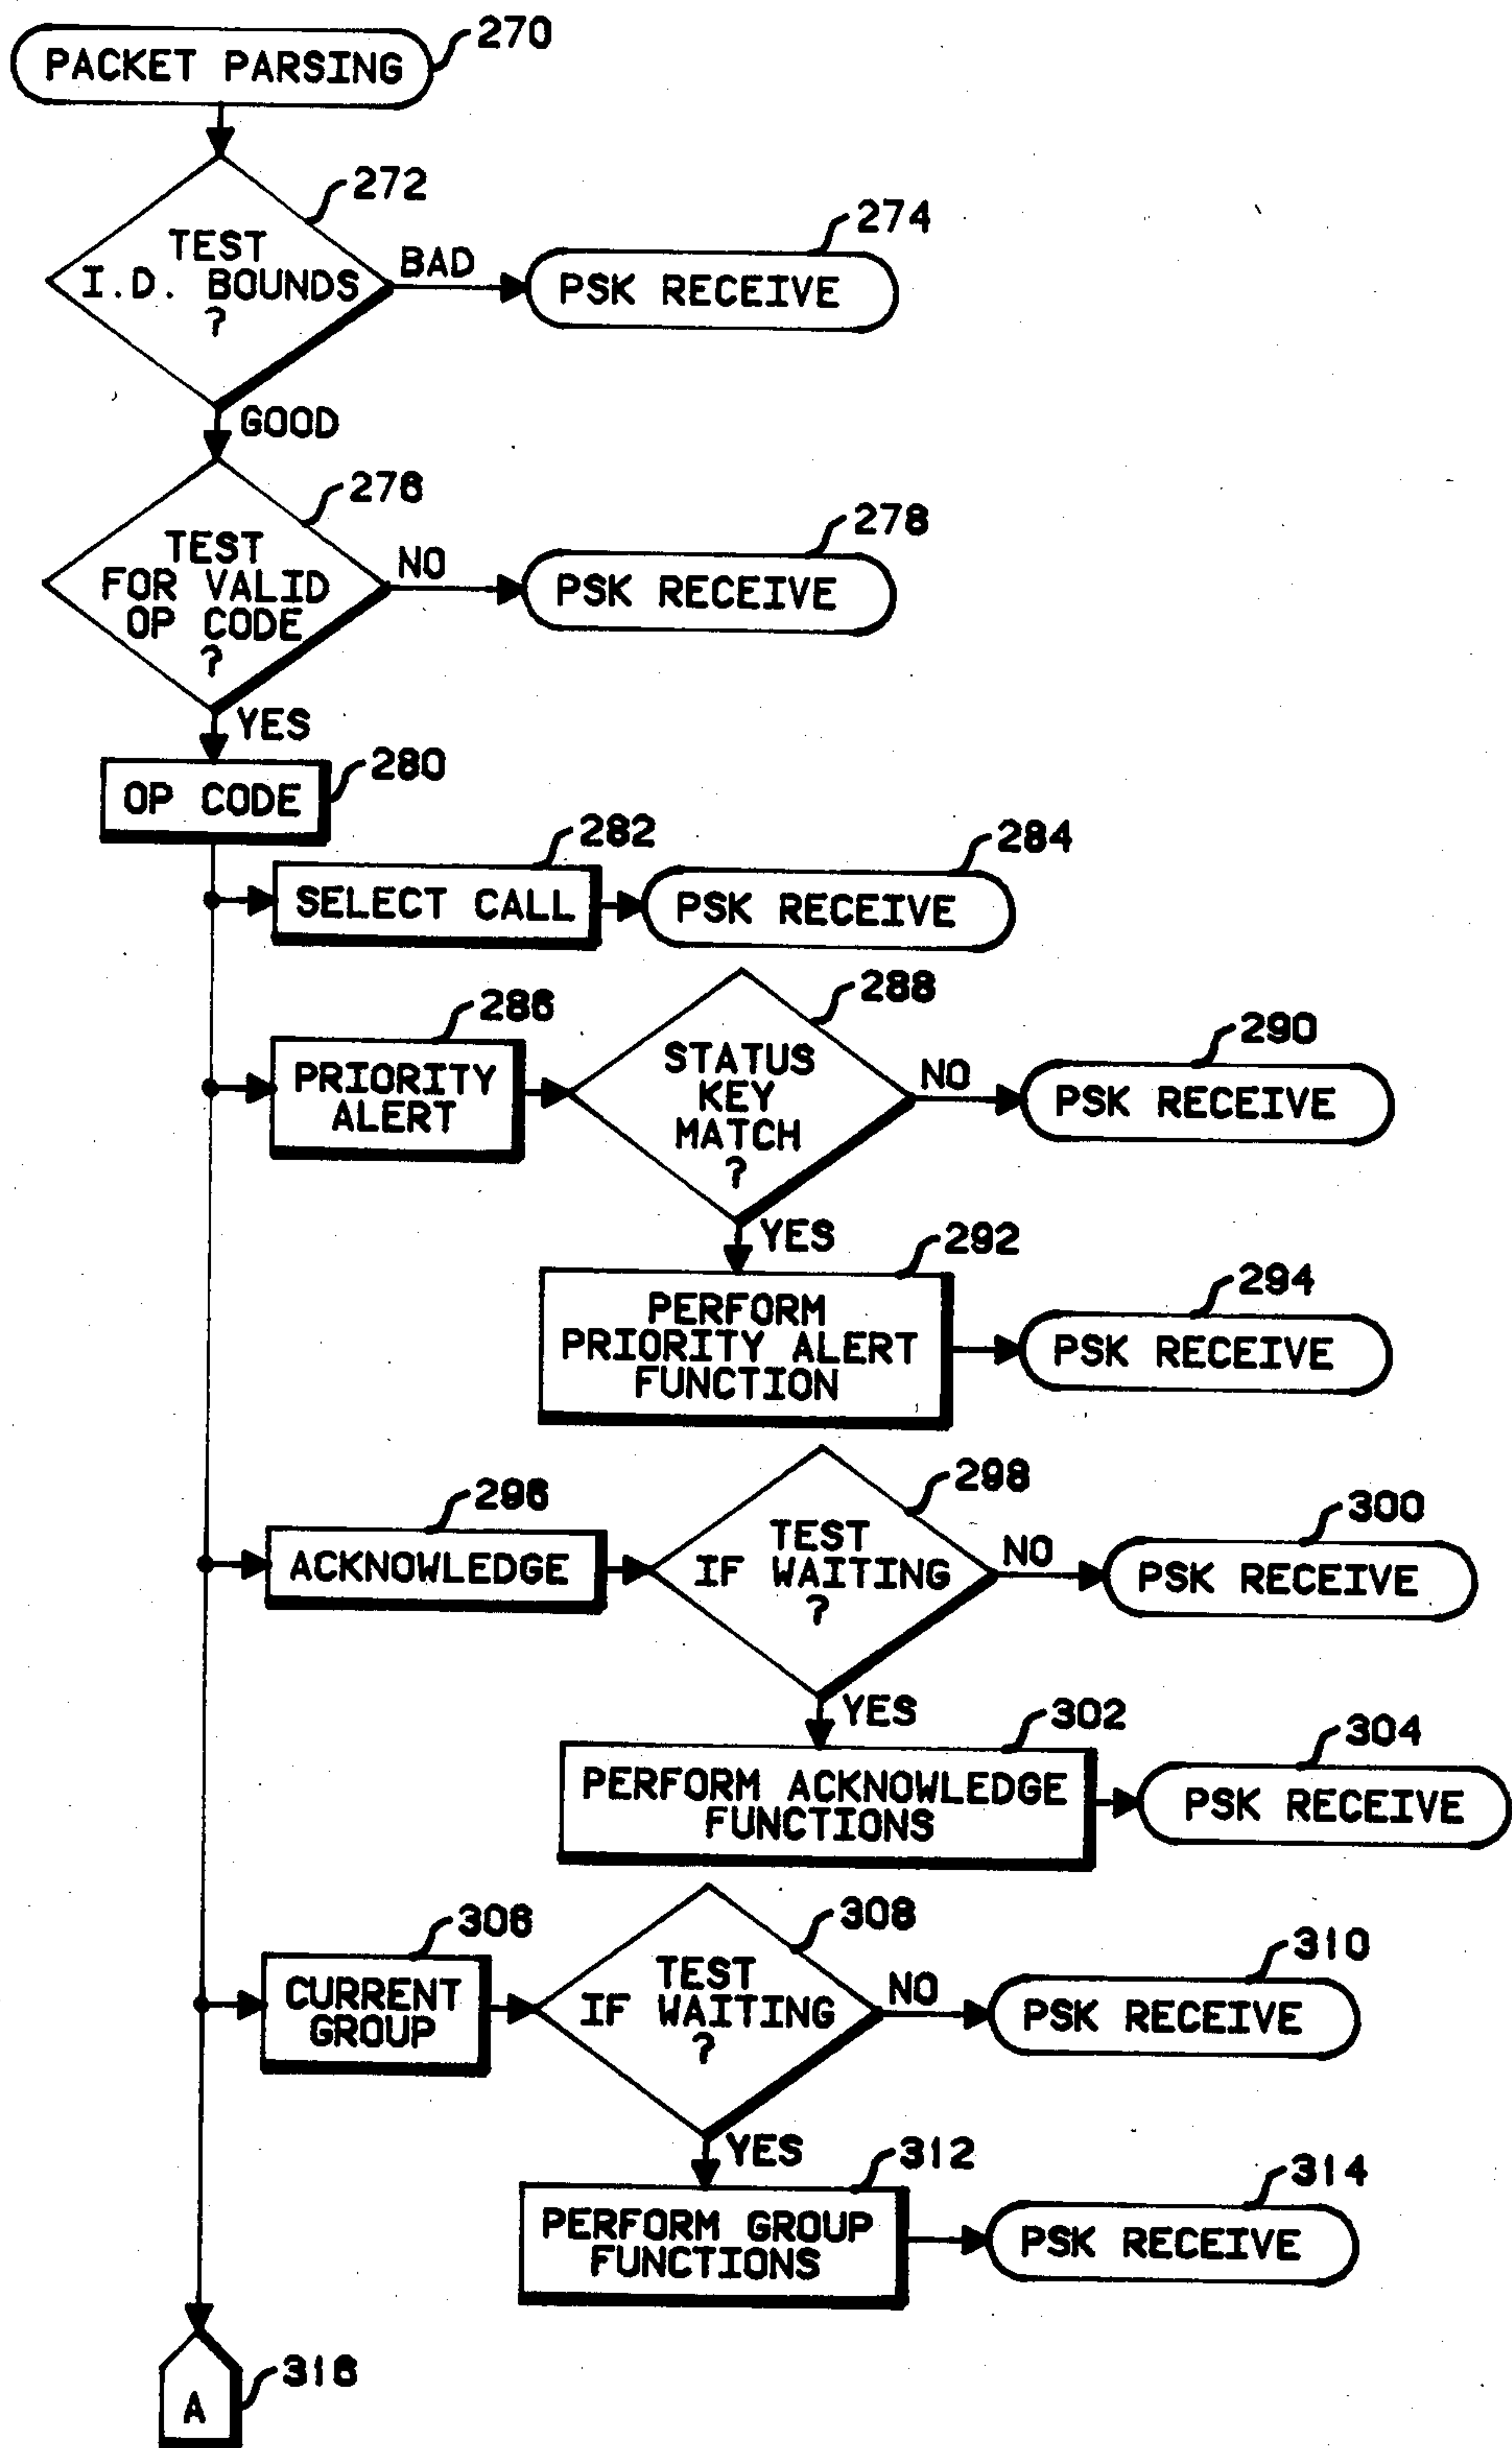 270
PACKET PARSING
272
TEST
I.D. BOUNDS
?
BAD
274
PSK RECEIVE
GOOD
276
TEST
FOR VALID
OP CODE
?
NO
278
PSK RECEIVE
YES
280
OP CODE
282
SELECT CALL
284
PSK RECEIVE
286
PRIORITY
ALERT
288
STATUS
KEY
MATCH
?
NO
290
PSK RECEIVE
YES
292
PERFORM
PRIORITY ALERT
FUNCTION
294
PSK RECEIVE
296
ACKNOWLEDGE
298
TEST
IF WAITING
?
NO
300
PSK RECEIVE
YES
302
PERFORM ACKNOWLEDGE
FUNCTIONS
304
PSK RECEIVE
306
CURRENT
GROUP
308
TEST
IF WAITING
?
NO
310
PSK RECEIVE
YES
312
PERFORM GROUP
FUNCTIONS
314
PSK RECEIVE
A
316